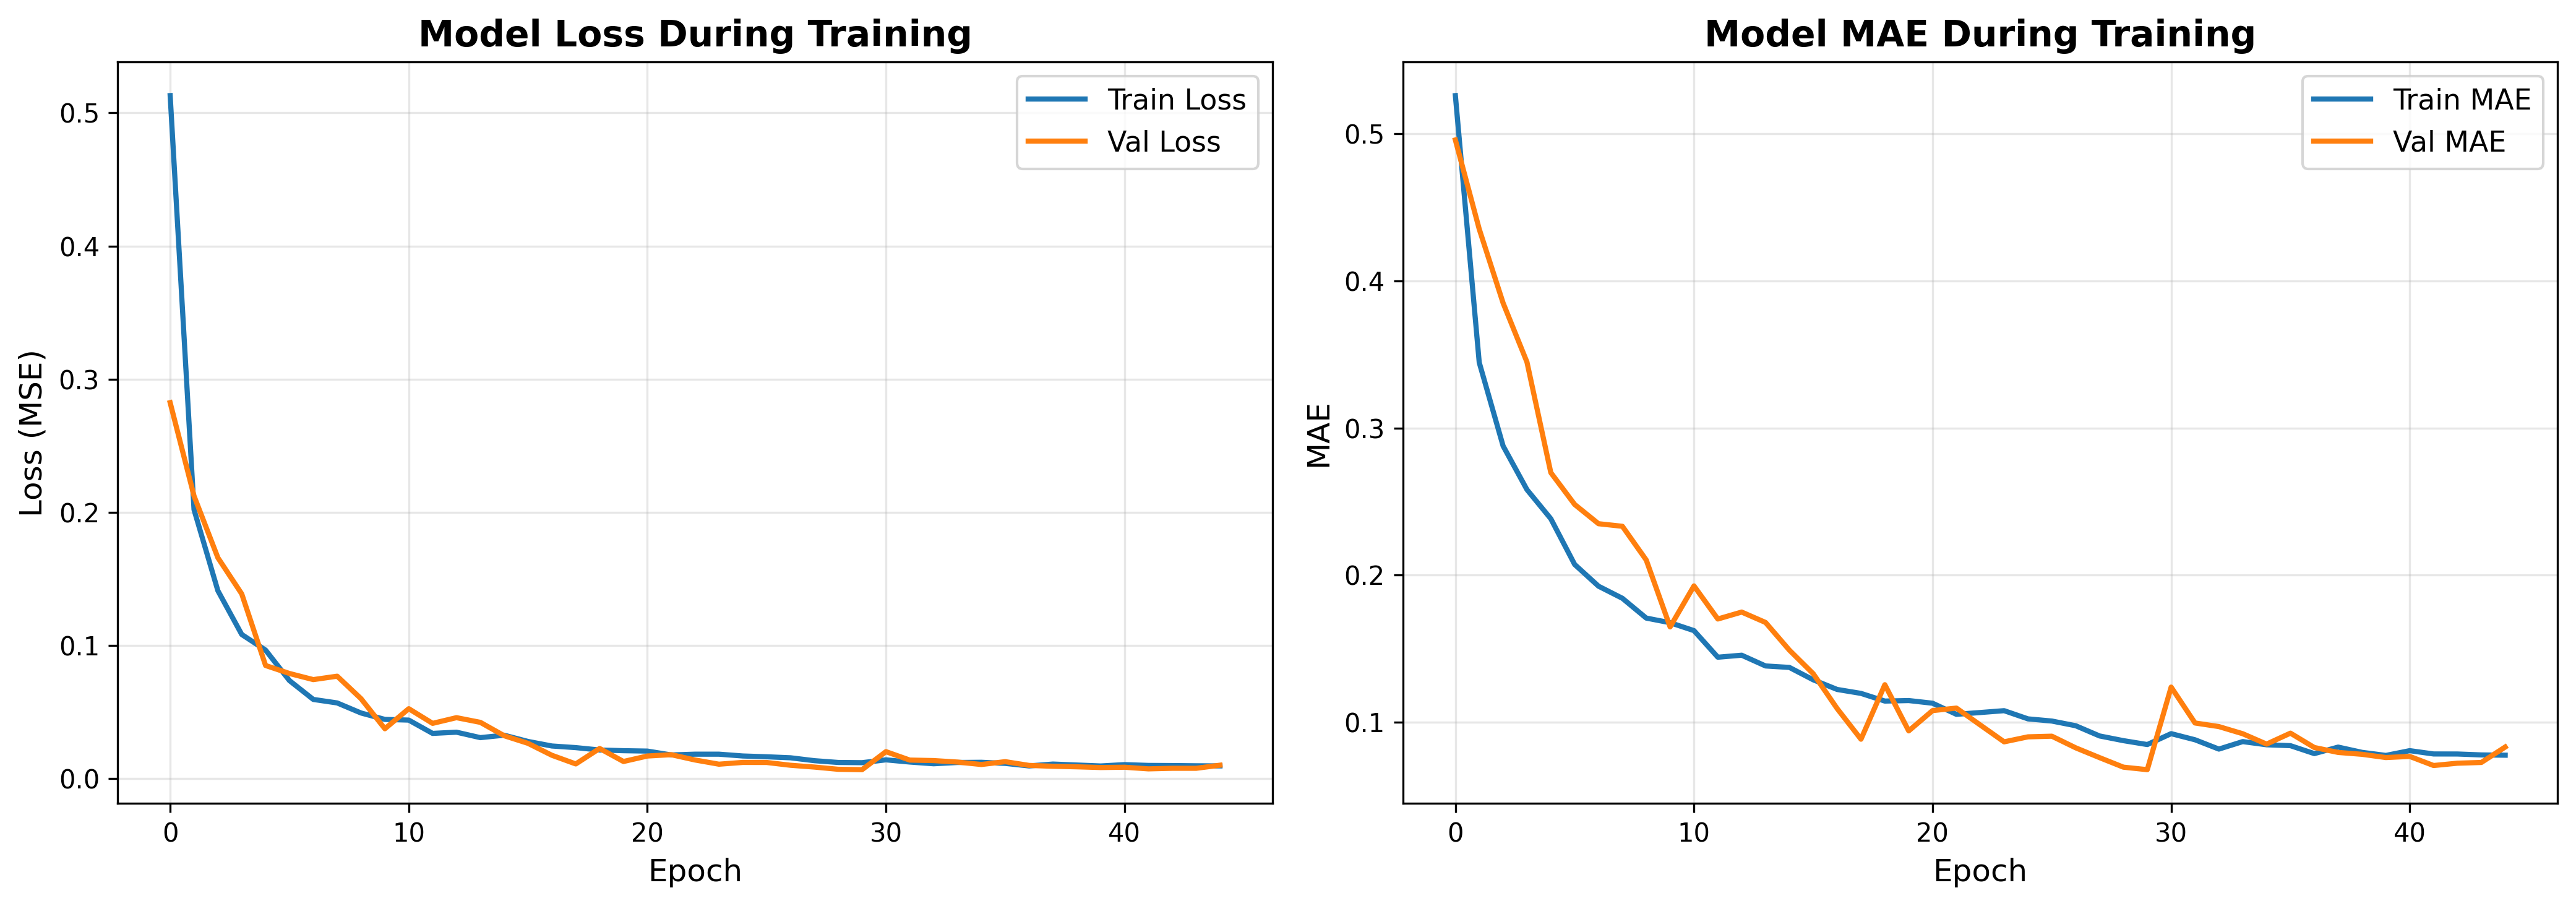 Model Loss During Training
Train Loss
Val Loss
0.5
0.4
0.3
0.2
0.1
0.0
Loss (MSE)
0 10 20 30 40
Epoch
Model MAE During Training
Train MAE
Val MAE
0.5
0.4
0.3
0.2
0.1
MAE
0 10 20 30 40
Epoch